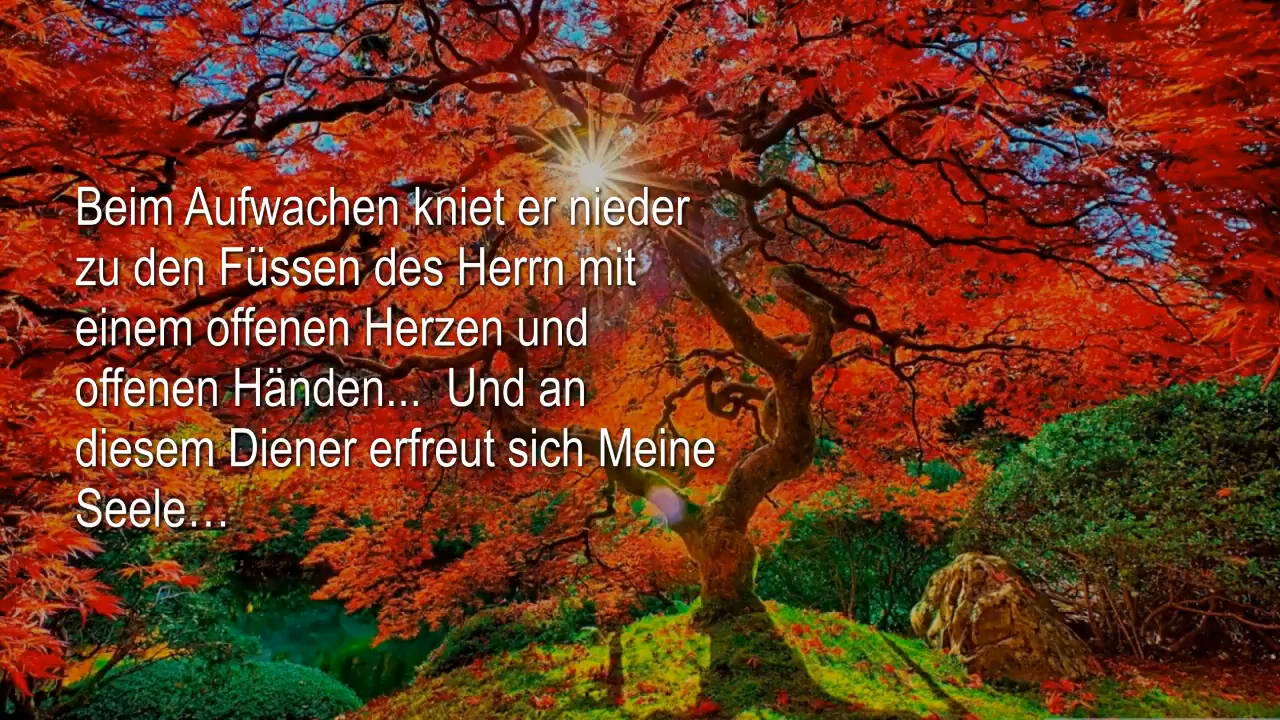 Beim Aufwachen kniet er nieder
zu den Füssen des Herrn mit
einem offenen Herzen und
offenen Händen...  Und an
diesem Diener erfreut sich Meine
Seele…